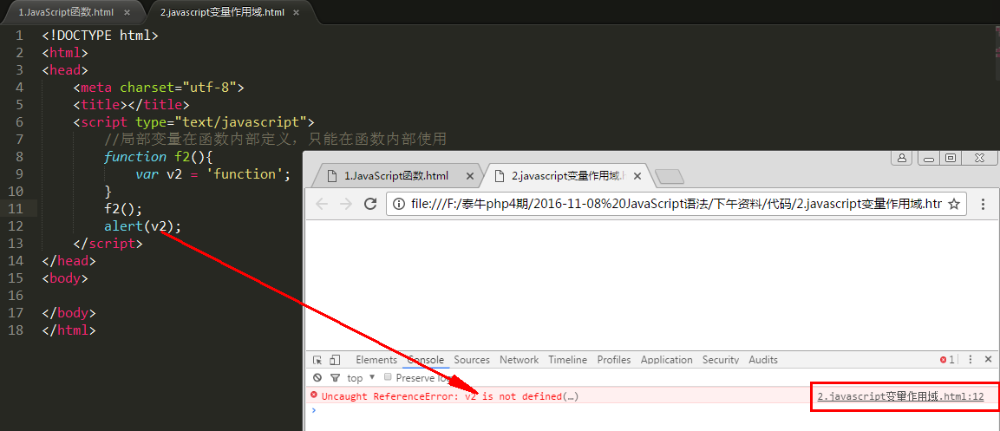 1.JavaScript函数.html ×
2.javascript变量作用域.html ×
1 <!DOCTYPE html>
2 <html>
3 <head>
4 <meta charset="utf-8">
5 <title></title>
6 <script type="text/javascript">
7 //局部变量在函数内部定义，只能在函数内部使用
8 function f2(){
9 var v2 = 'function';
10 }
11 f2();
12 alert(v2);
13 </script>
14 </head>
15 <body>
16
17 </body>
18 </html>
1.JavaScript函数.html ×
2.javascript变量作用域.h ×
file:///F:/泰牛php4期/2016-11-08%20JavaScript语法/下午资料/代码/2.javascript变量作用域.htr
Elements Console Sources Network Timeline Profiles Application Security Audits
1
top ▼ Preserve log
Uncaught ReferenceError: v2 is not defined(…)
2.javascript变量作用域.html:12